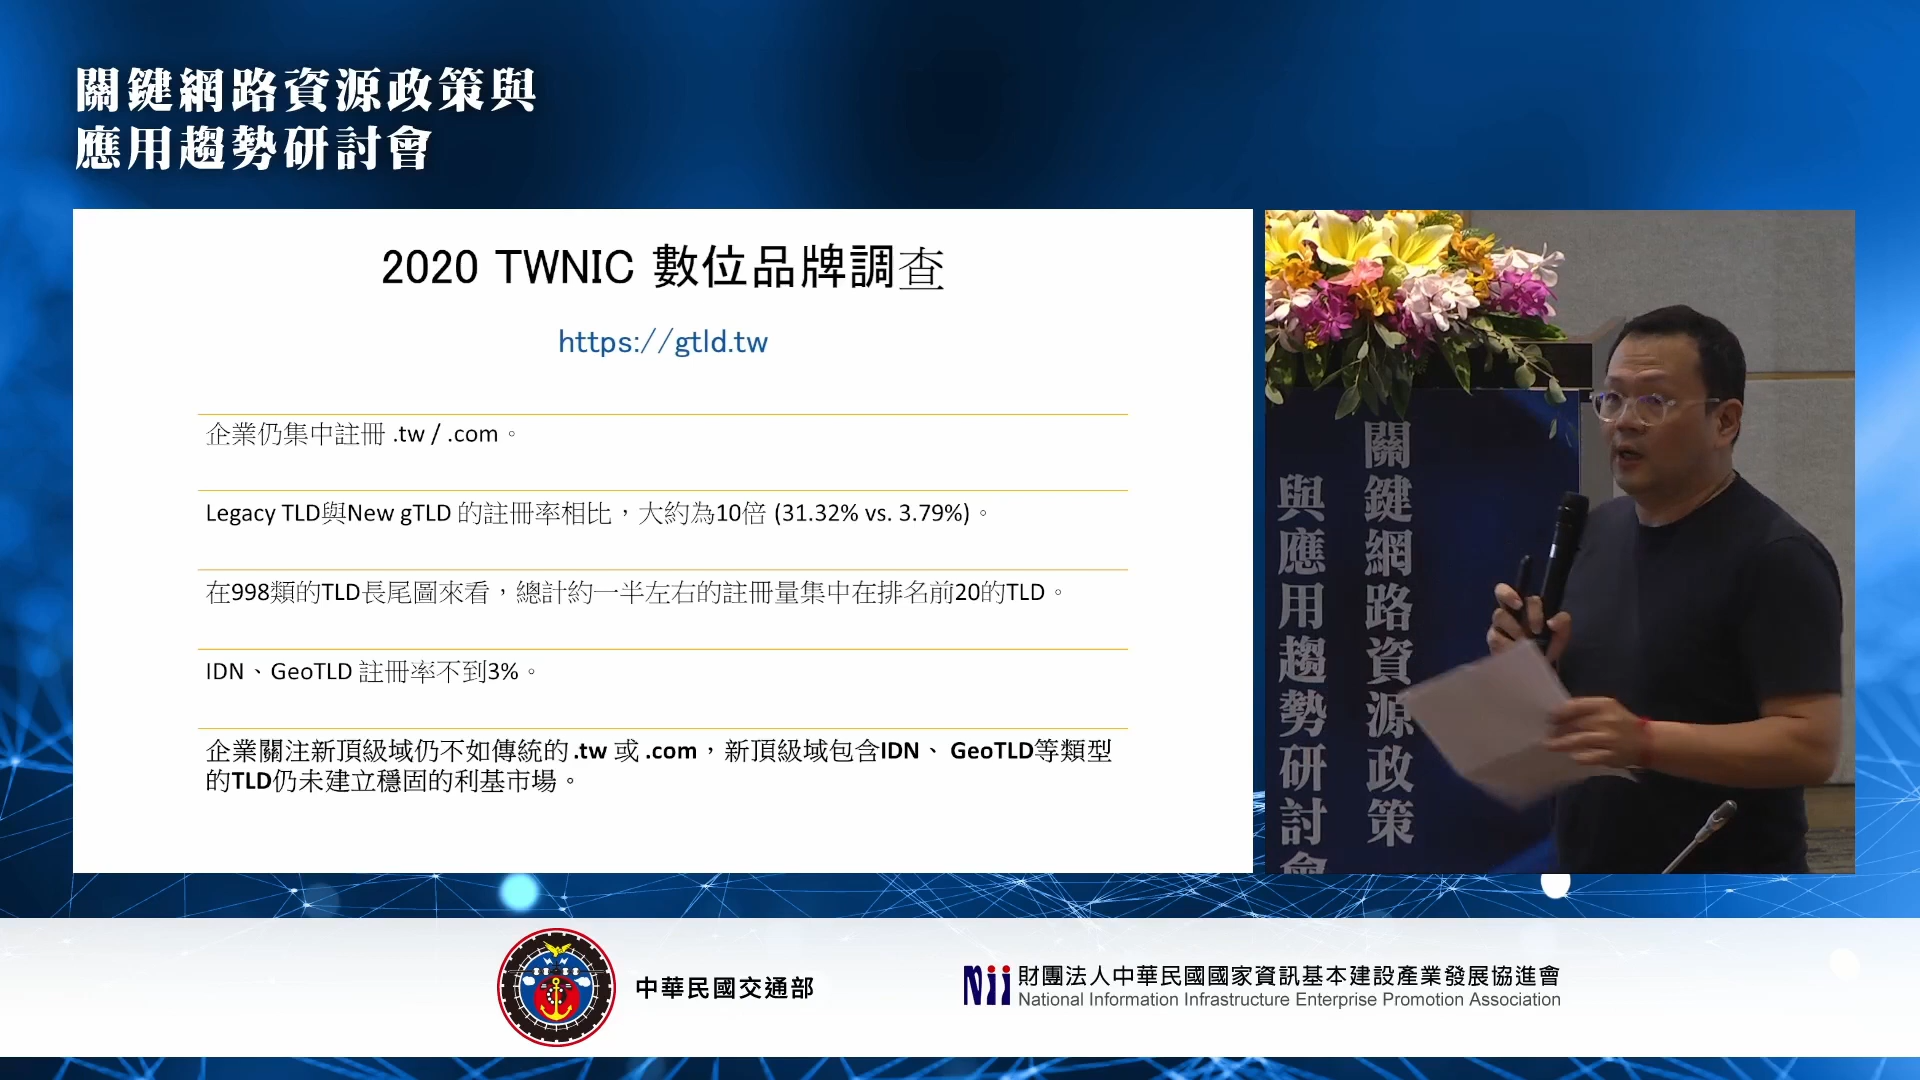 關鍵網路資源政策與
應用趨勢研討會
2020 TWNIC 數位品牌調查
https://gtld.tw
企業仍集中註冊 .tw / .com。
Legacy TLD與New gTLD 的註冊率相比，大約為10倍 (31.32% vs. 3.79%)。
在998類的TLD長尾圖來看，總計約一半左右的註冊量集中在排名前20的TLD。
IDN、GeoTLD 註冊率不到3%。
企業關注新頂級域仍不如傳統的 .tw 或 .com，新頂級域包含IDN、 GeoTLD等類型
的TLD仍未建立穩固的利基市場。
關鍵網路資源政策
與應用趨勢研討會
中華民國交通部
nii 財團法人中華民國國家資訊基本建設產業發展協進會
National Information Infrastructure Enterprise Promotion Association